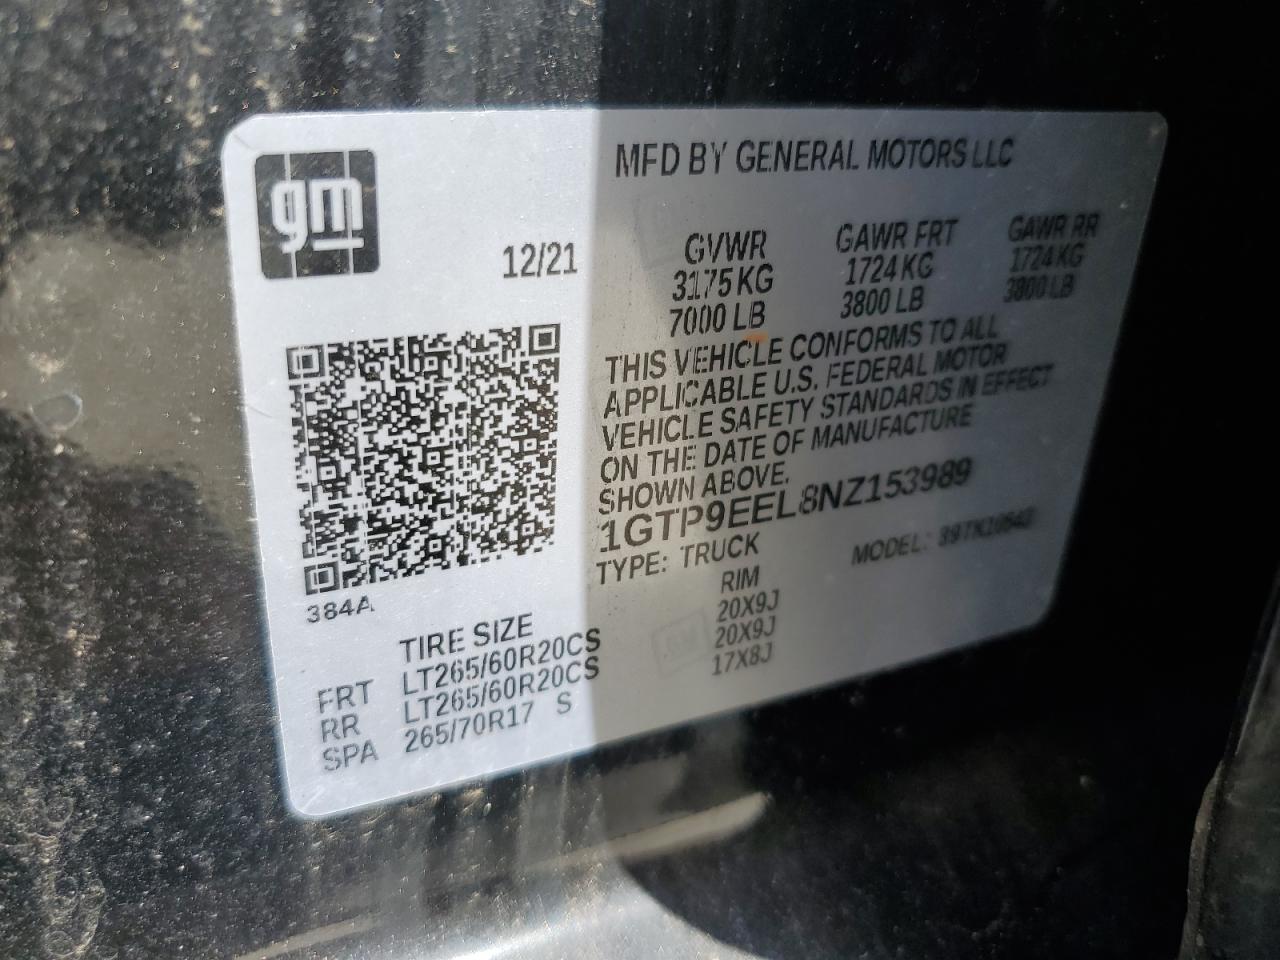 gm
MFD BY GENERAL MOTORS LLC
12/21
GVWR GAWR FRT GAWR RR
3175 KG 1724 KG 1724 KG
7000 LB 3800 LB 3800 LB
THIS VEHICLE CONFORMS TO ALL
APPLICABLE U.S. FEDERAL MOTOR
VEHICLE SAFETY STANDARDS IN EFFECT
ON THE DATE OF MANUFACTURE
SHOWN ABOVE.
1GTP9EEL8NZ153989
TYPE: TRUCK MODEL:
384A
TIRE SIZE RIM
FRT LT265/60R20CS 20X9J
RR LT265/60R20CS 20X9J
SPA 265/70R17 S 17X8J